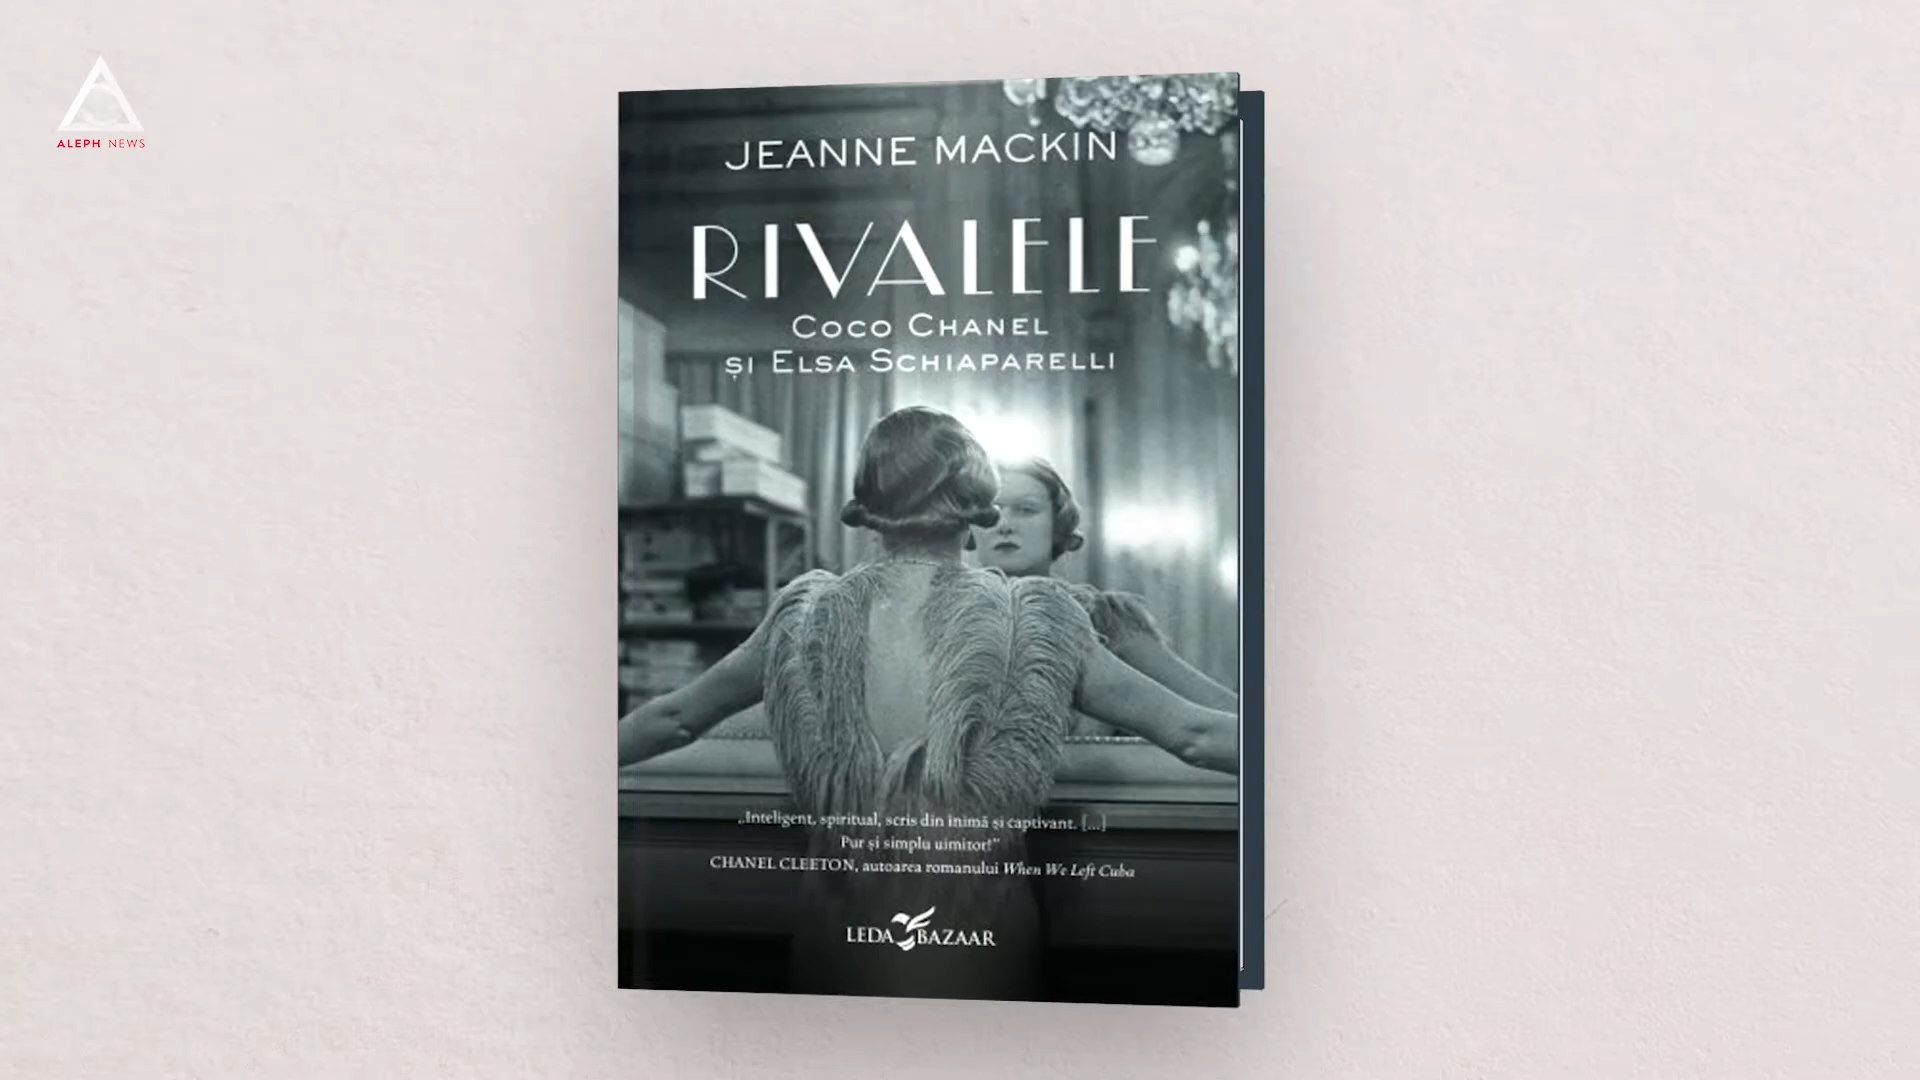 ALEPH NEWS
JEANNE MACKIN
RIVALELE
COCO CHANEL
ȘI ELSA SCHIAPARELLI
„Inteligent, spiritual, scris din inimă și captivant. [...]
Pur și simplu uimitor!”
CHANEL CLEETON, autoarea romanului When We Left Cuba
LEDA BAZAAR